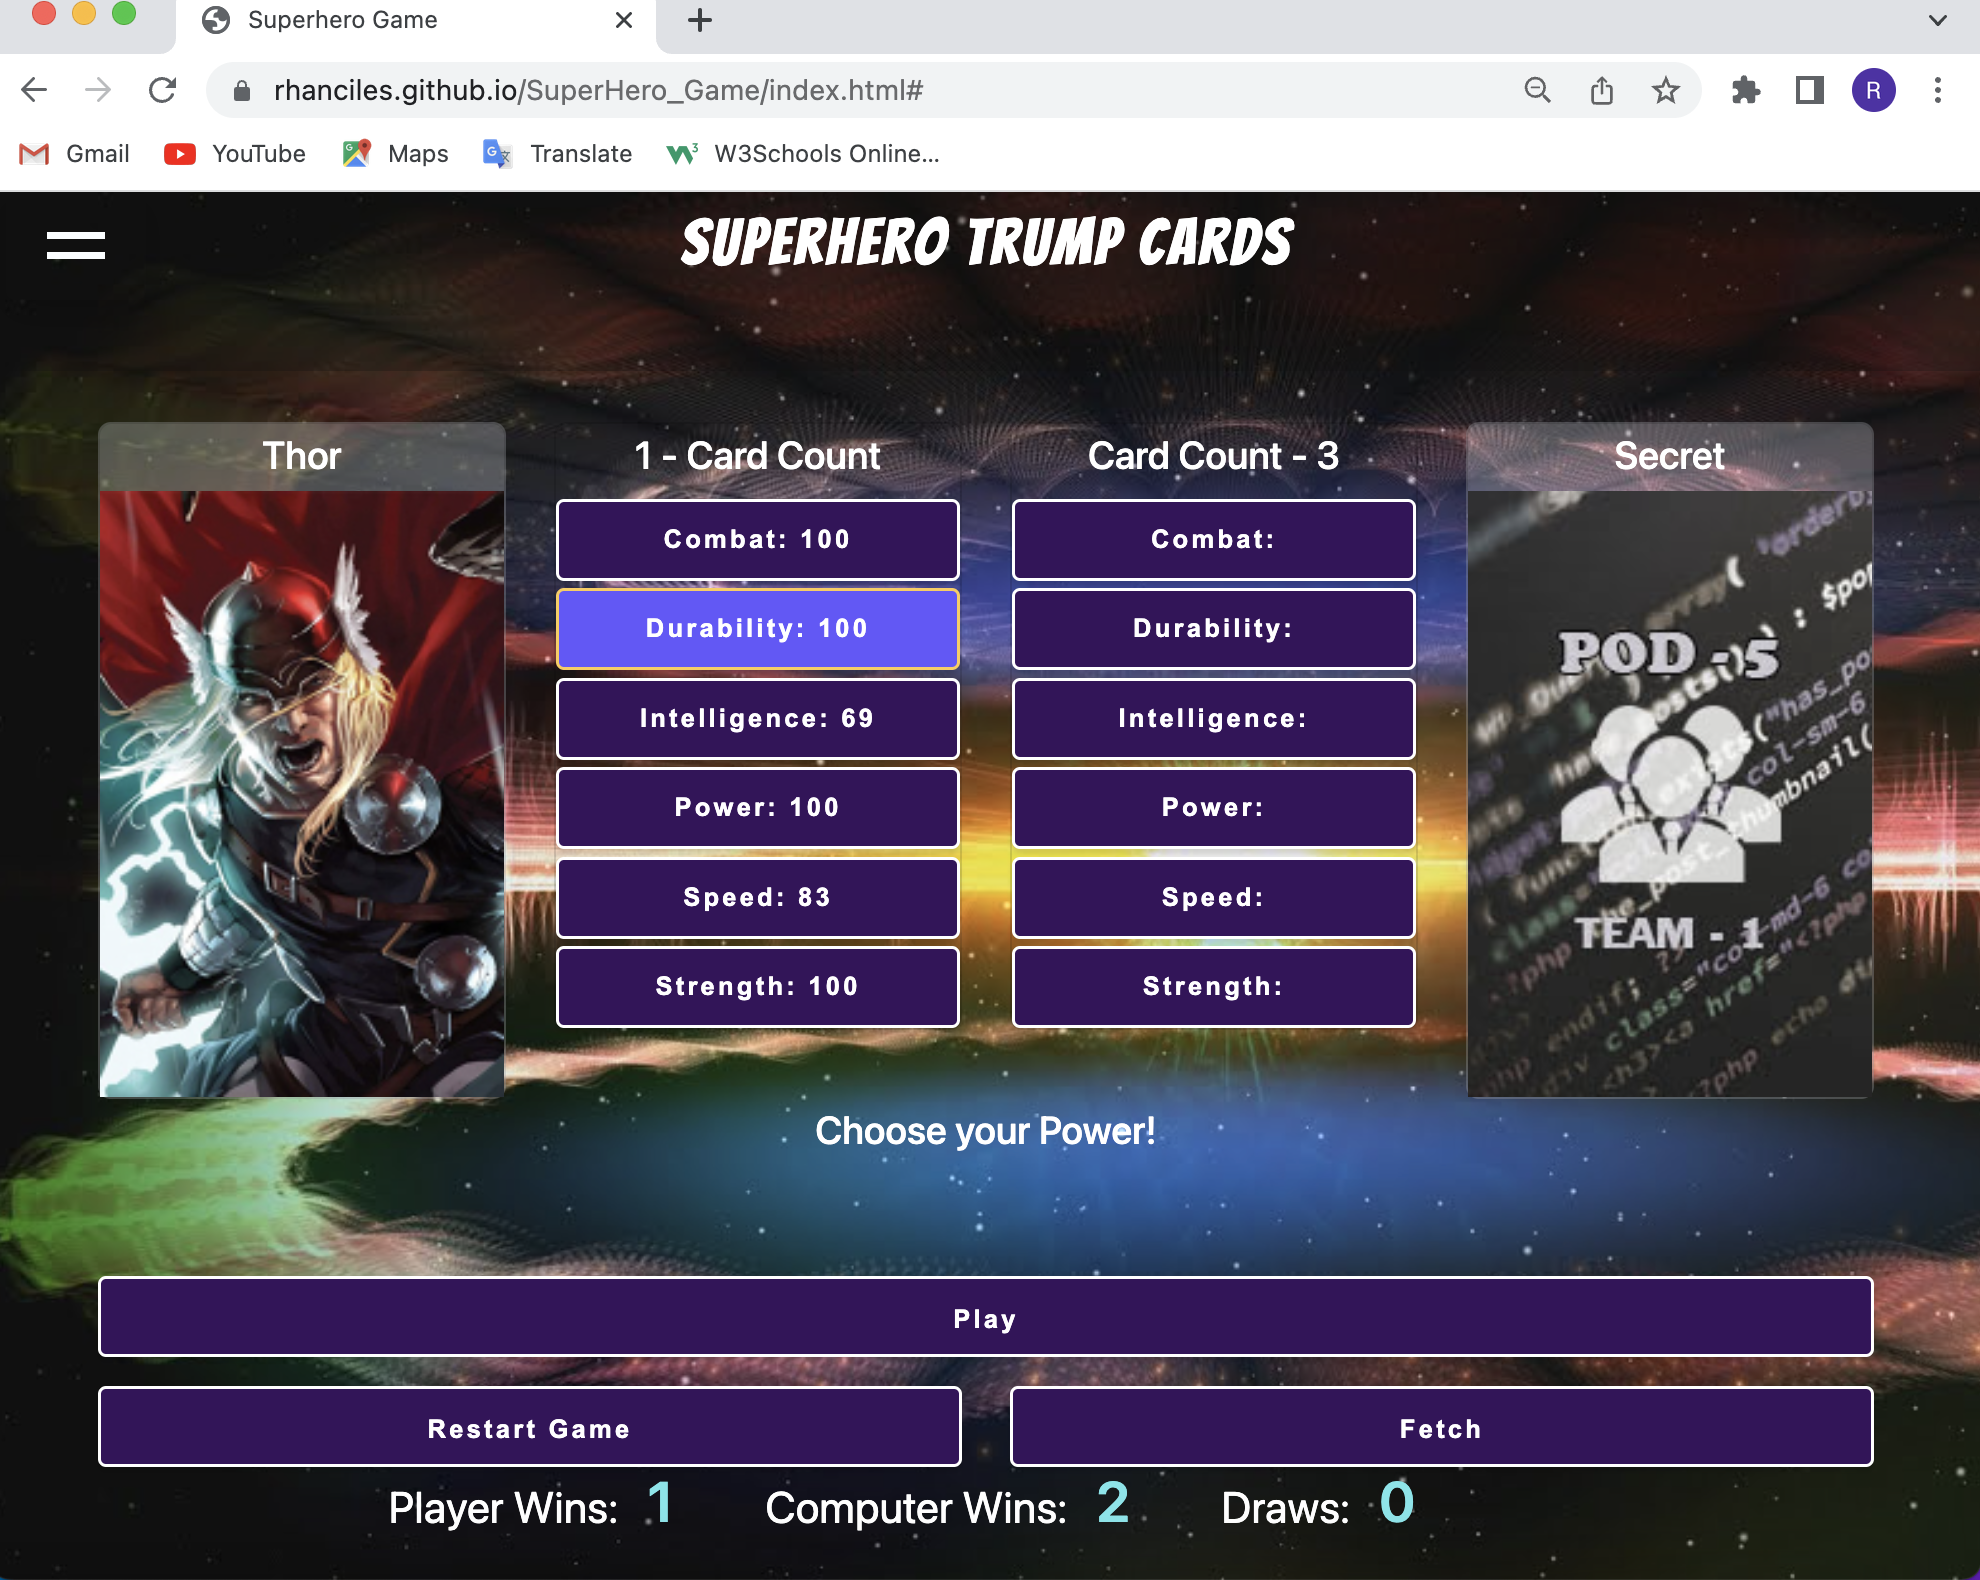 Superhero Game
rhanciles.github.io/SuperHero_Game/index.html#
R
Gmail YouTube Maps Translate W3Schools Online...
SUPERHERO TRUMP CARDS
Thor
1 - Card Count
Card Count - 3
Secret
Combat: 100
Durability: 100
Intelligence: 69
Power: 100
Speed: 83
Strength: 100
Combat:
Durability:
Intelligence:
Power:
Speed:
Strength:
POD - 5
TEAM - 1
Choose your Power!
Play
Restart Game
Fetch
Player Wins: 1 Computer Wins: 2 Draws: 0